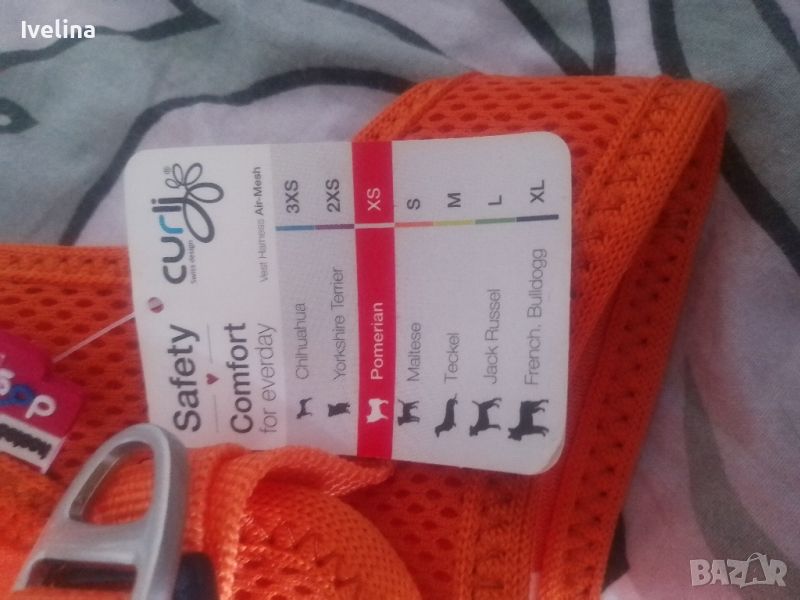 Ivelina
Safety
Comfort
for everday
curli®
Swiss design
Vest Harness Air-Mesh
Chihuahua 3XS
Yorkshire Terrier 2XS
Pomerian XS
Maltese S
Teckel M
Jack Russel L
French. Bulldogg XL
BAZAR